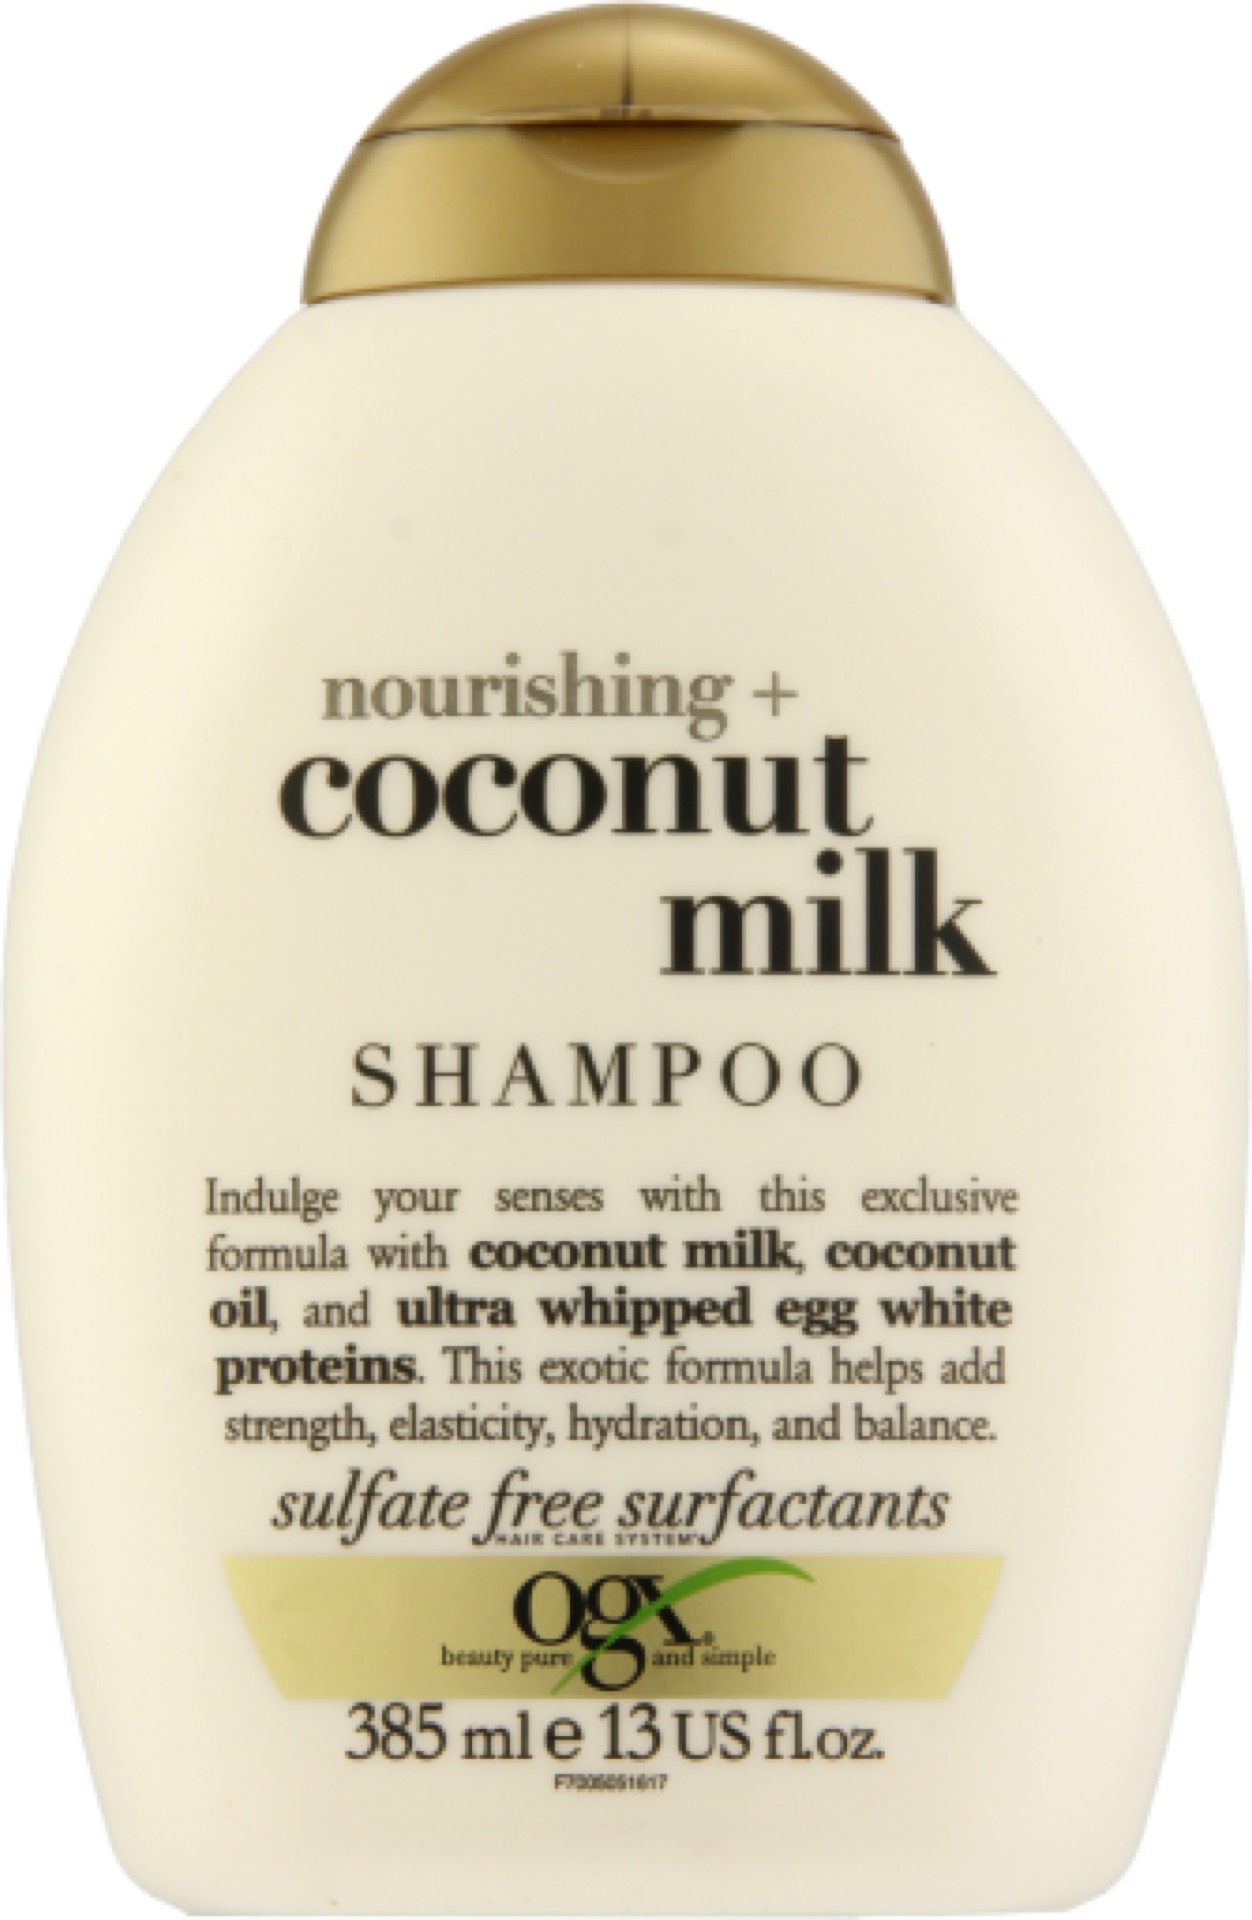 nourishing +
coconut
milk
SHAMPOO
Indulge your senses with this exclusive
formula with coconut milk, coconut
oil, and ultra whipped egg white
proteins. This exotic formula helps add
strength, elasticity, hydration, and balance.
sulfate free surfactants
HAIR CARE SYSTEM™
ogx®
beauty pure and simple
385 ml e 13 US fl.oz.